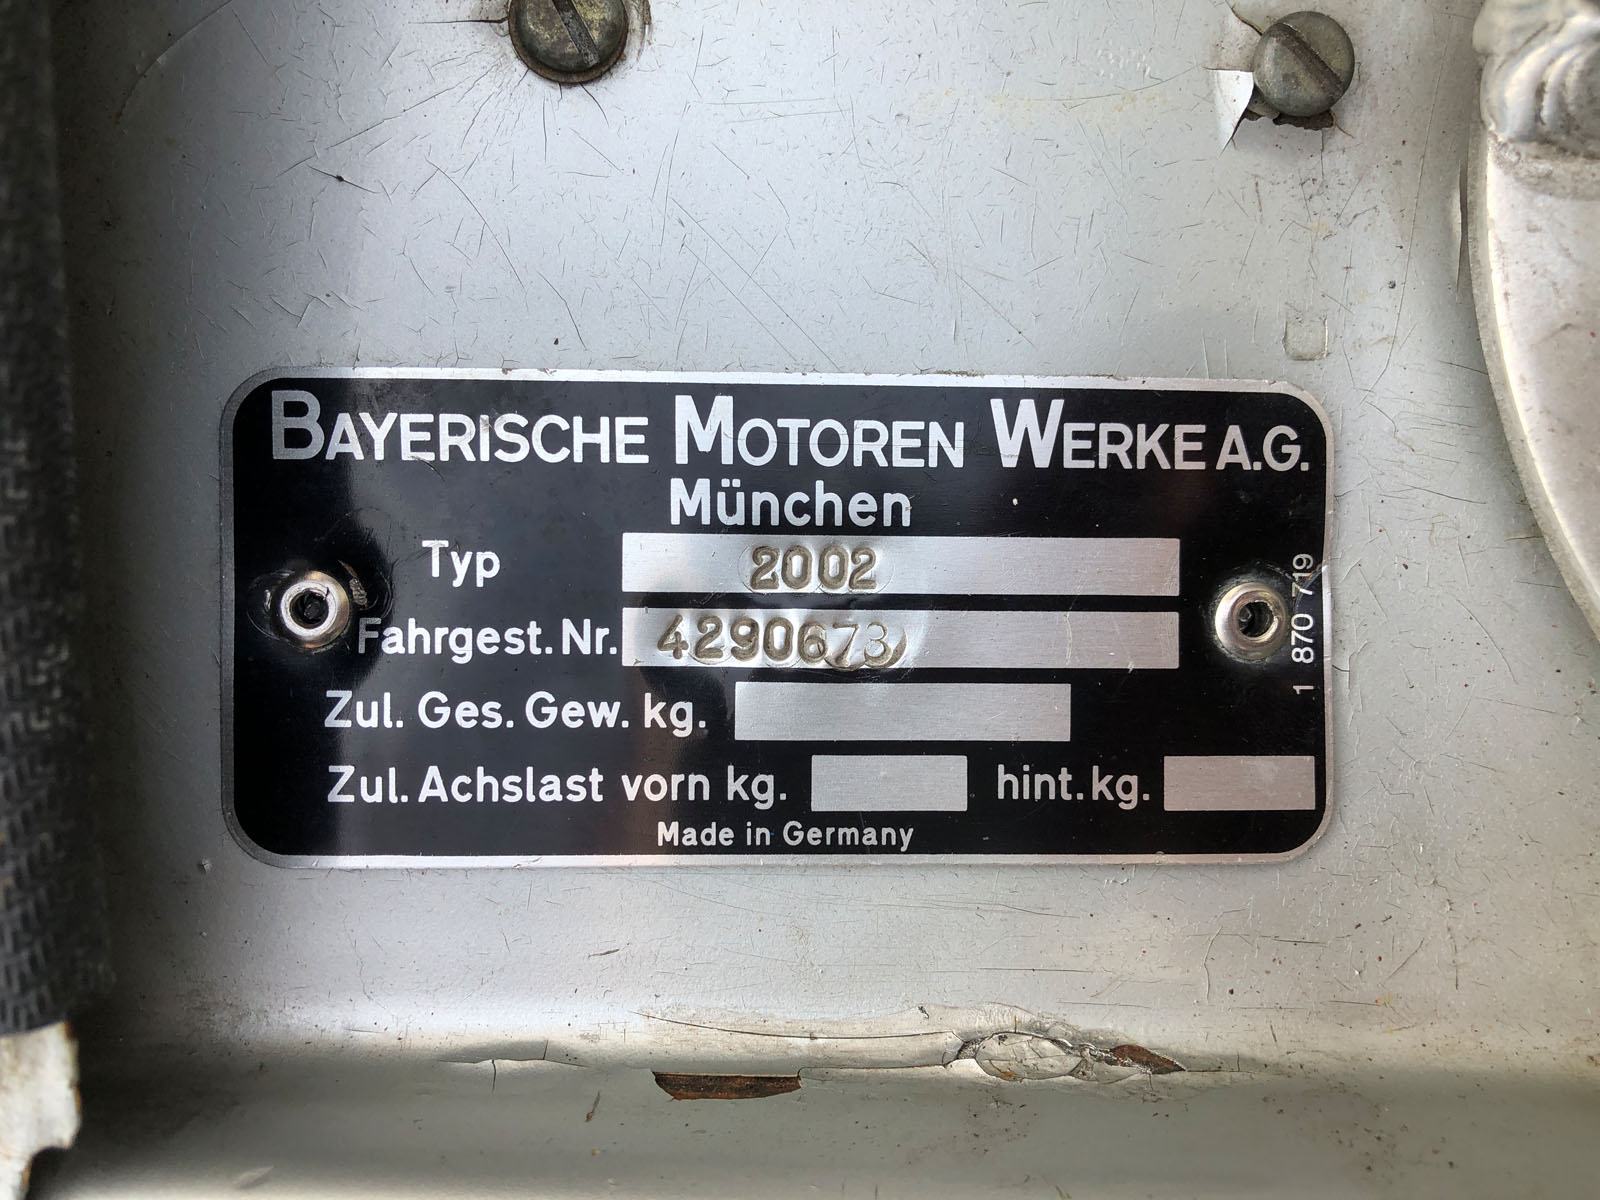 BAYERISCHE MOTOREN WERKE A.G.
München
Typ 2002
Fahrgest. Nr. 4290673
Zul. Ges. Gew. kg.
Zul. Achslast vorn kg. hint. kg.
Made in Germany
1 870 719